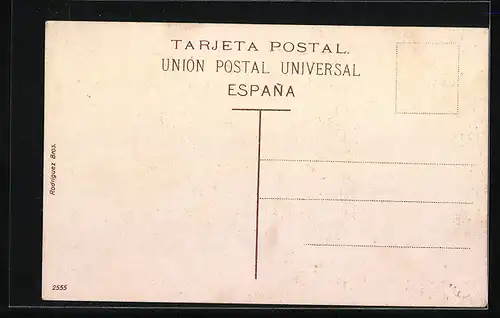 TARJETA POSTAL.
UNIÓN POSTAL UNIVERSAL
ESPAÑA
Rodriguez Bros.
2555